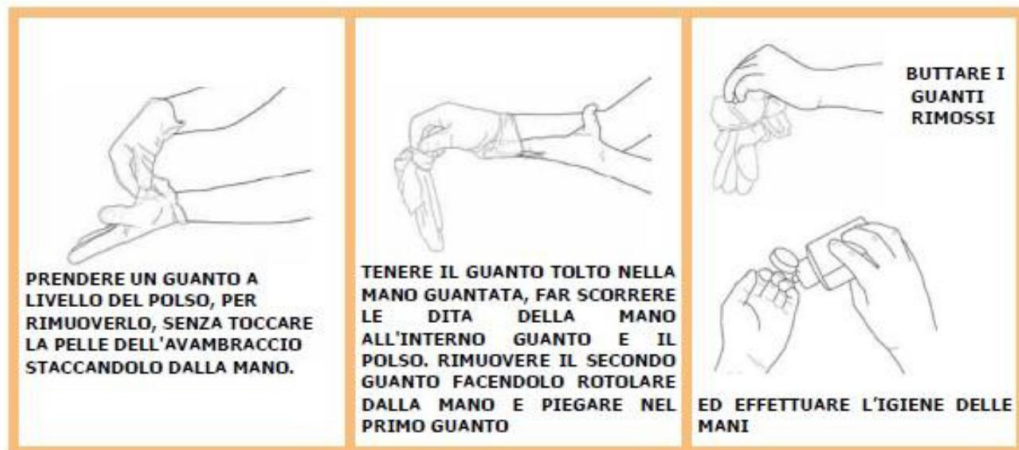 PRENDERE UN GUANTO A
LIVELLO DEL POLSO, PER
RIMUOVERLO, SENZA TOCCARE
LA PELLE DELL'AVAMBRACCIO
STACCANDOLO DALLA MANO.
TENERE IL GUANTO TOLTO NELLA
MANO GUANTATA, FAR SCORRERE
LE DITA DELLA MANO
ALL'INTERNO GUANTO E IL
POLSO. RIMUOVERE IL SECONDO
GUANTO FACENDOLO ROTOLARE
DALLA MANO E PIEGARE NEL
PRIMO GUANTO
BUTTARE I
GUANTI
RIMOSSI
ED EFFETTUARE L'IGIENE DELLE
MANI